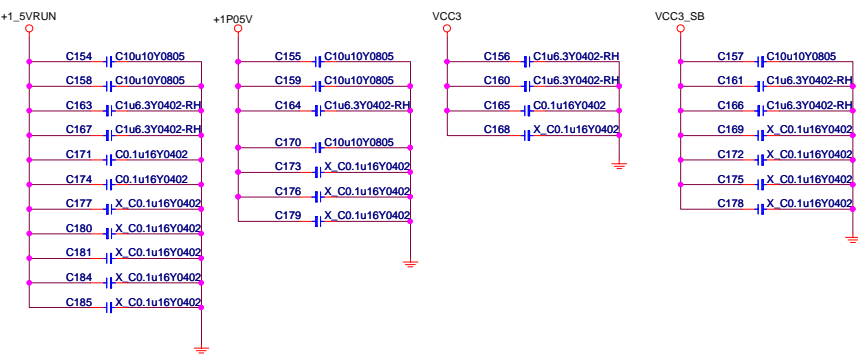 +1_5VRUN
C154 C10u10Y0805
C158 C10u10Y0805
C163 C1u6.3Y0402-RH
C167 C1u6.3Y0402-RH
C171 C0.1u16Y0402
C174 C0.1u16Y0402
C177 X_C0.1u16Y0402
C180 X_C0.1u16Y0402
C181 X_C0.1u16Y0402
C184 X_C0.1u16Y0402
C185 X_C0.1u16Y0402
+1P05V
C155 C10u10Y0805
C159 C10u10Y0805
C164 C1u6.3Y0402-RH
C170 C10u10Y0805
C173 X_C0.1u16Y0402
C176 X_C0.1u16Y0402
C179 X_C0.1u16Y0402
VCC3
C156 C1u6.3Y0402-RH
C160 C1u6.3Y0402-RH
C165 C0.1u16Y0402
C168 X_C0.1u16Y0402
VCC3_SB
C157 C10u10Y0805
C161 C1u6.3Y0402-RH
C166 C1u6.3Y0402-RH
C169 X_C0.1u16Y0402
C172 X_C0.1u16Y0402
C175 X_C0.1u16Y0402
C178 X_C0.1u16Y0402